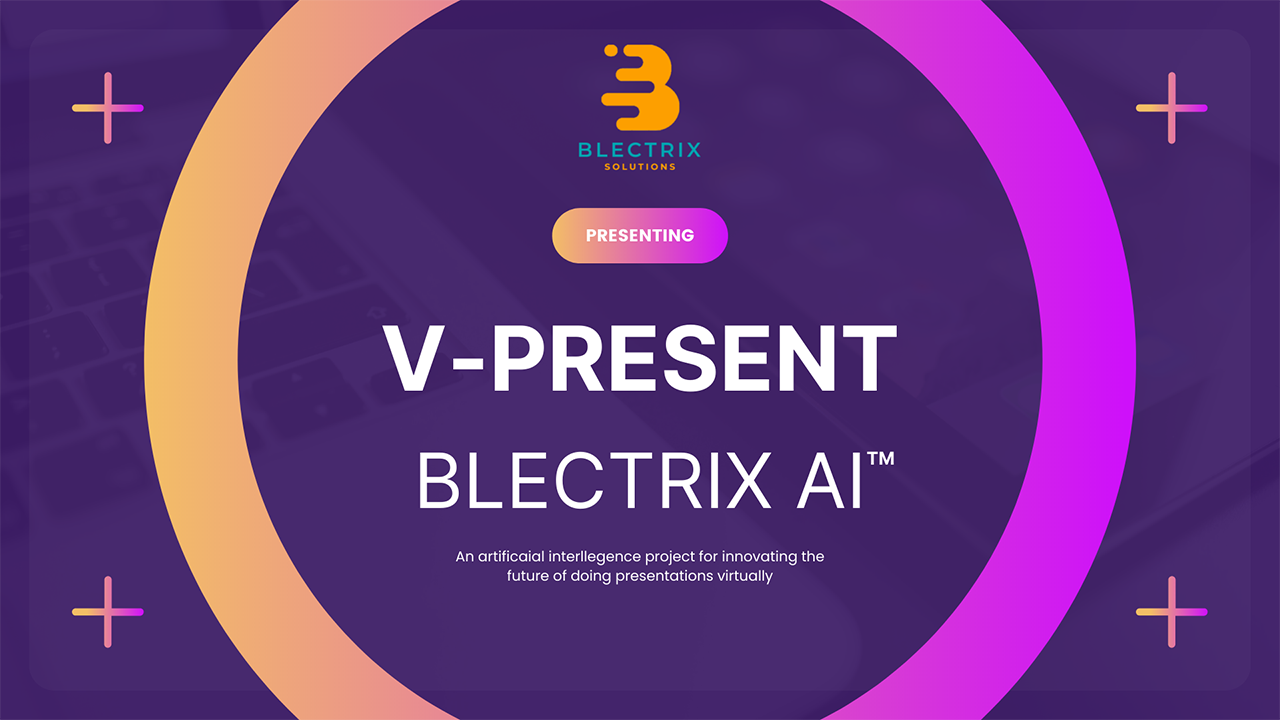 BLECTRIX
SOLUTIONS
PRESENTING
V-PRESENT
BLECTRIX AI™
An artificaial interllegence project for innovating the
future of doing presentations virtually